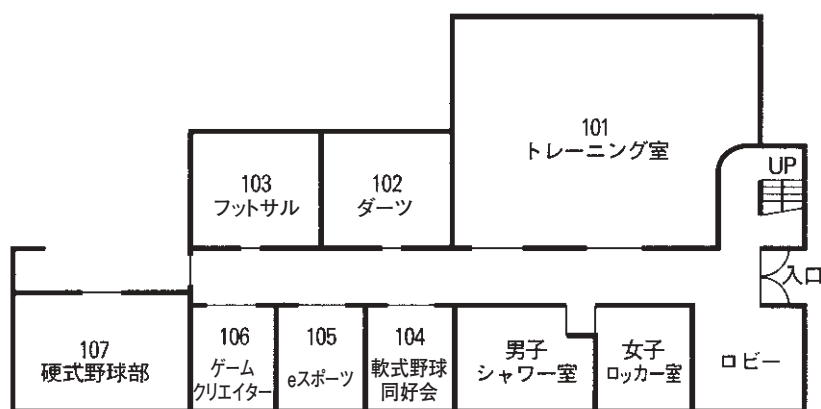 101
トレーニング室
UP
103
フットサル
102
ダーツ
入口
107
硬式野球部
106
ゲーム
クリエイター
105
eスポーツ
104
軟式野球
同好会
男子
シャワー室
女子
ロッカー室
ロビー